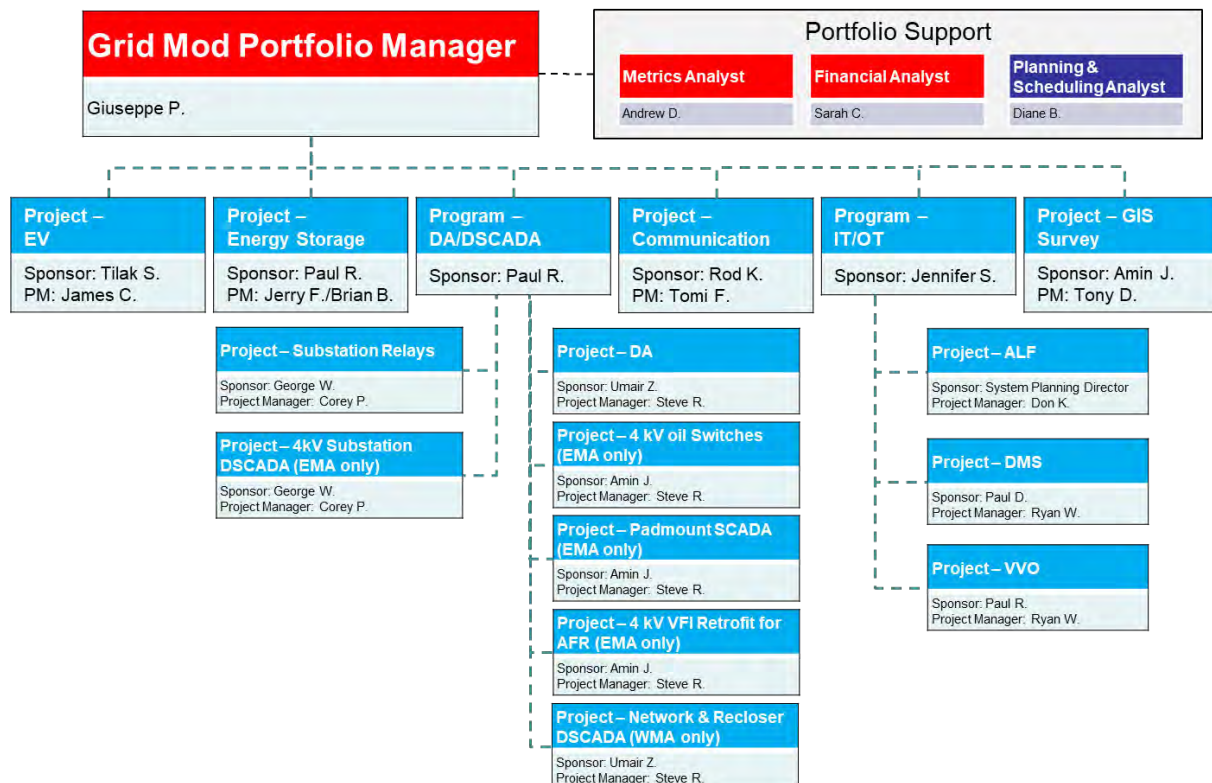 Grid Mod Portfolio Manager
Giuseppe P.
Portfolio Support
Metrics Analyst
Andrew D.
Financial Analyst
Sarah C.
Planning &
Scheduling Analyst
Diane B.
Project –
EV
Sponsor: Tilak S.
PM: James C.
Project –
Energy Storage
Sponsor: Paul R.
PM: Jerry F./Brian B.
Program –
DA/DSCADA
Sponsor: Paul R.
Project –
Communication
Sponsor: Rod K.
PM: Tomi F.
Program –
IT/OT
Sponsor: Jennifer S.
Project – GIS
Survey
Sponsor: Amin J.
PM: Tony D.
Project – Substation Relays
Sponsor: George W.
Project Manager: Corey P.
Project – 4kV Substation
DSCADA (EMA only)
Sponsor: George W.
Project Manager: Corey P.
Project – DA
Sponsor: Umair Z.
Project Manager: Steve R.
Project – 4 kV oil Switches
(EMA only)
Sponsor: Amin J.
Project Manager: Steve R.
Project – Padmount SCADA
(EMA only)
Sponsor: Amin J.
Project Manager: Steve R.
Project – 4 kV VFI Retrofit for
AFR (EMA only)
Sponsor: Amin J.
Project Manager: Steve R.
Project – Network & Recloser
DSCADA (WMA only)
Sponsor: Umair Z.
Project Manager: Steve R.
Project – ALF
Sponsor: System Planning Director
Project Manager: Don K.
Project – DMS
Sponsor: Paul D.
Project Manager: Ryan W.
Project – VVO
Sponsor: Paul R.
Project Manager: Ryan W.